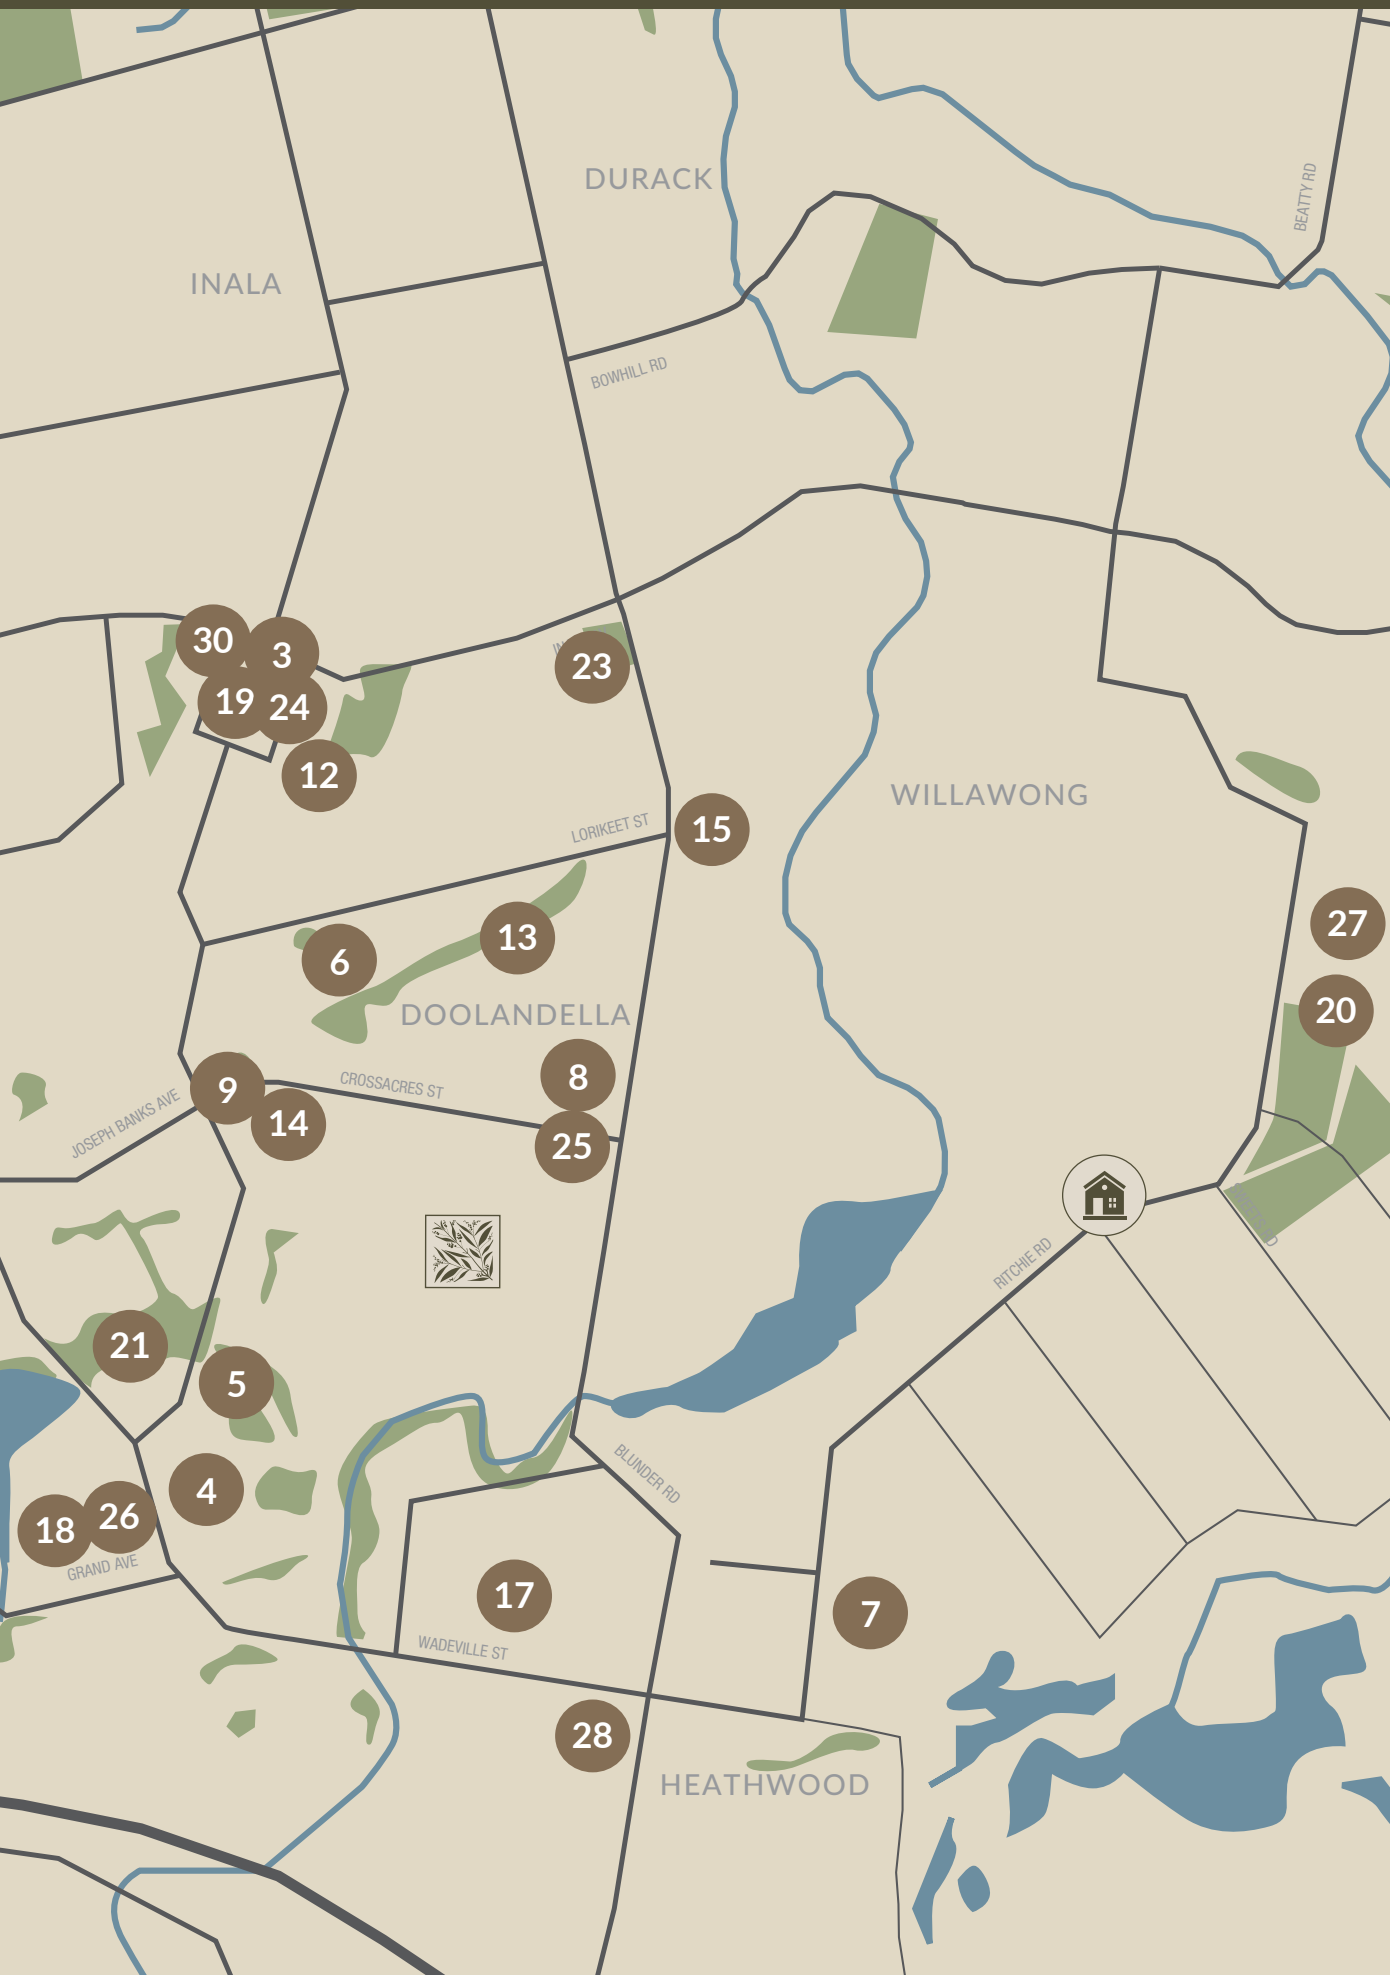 BEATTY RD
DURACK
INALA
BOWHILL RD
30
3
23
19
24
12
WILLAWONG
LORIKEET ST
15
27
13
6
20
DOOLANDELLA
8
CROSSACRES ST
9
JOSEPH BANKS AVE
14
25
RITCHIE RD
21
5
BLUNDER RD
4
26
18
GRAND AVE
17
7
WADEVILLE ST
28
HEATHWOOD